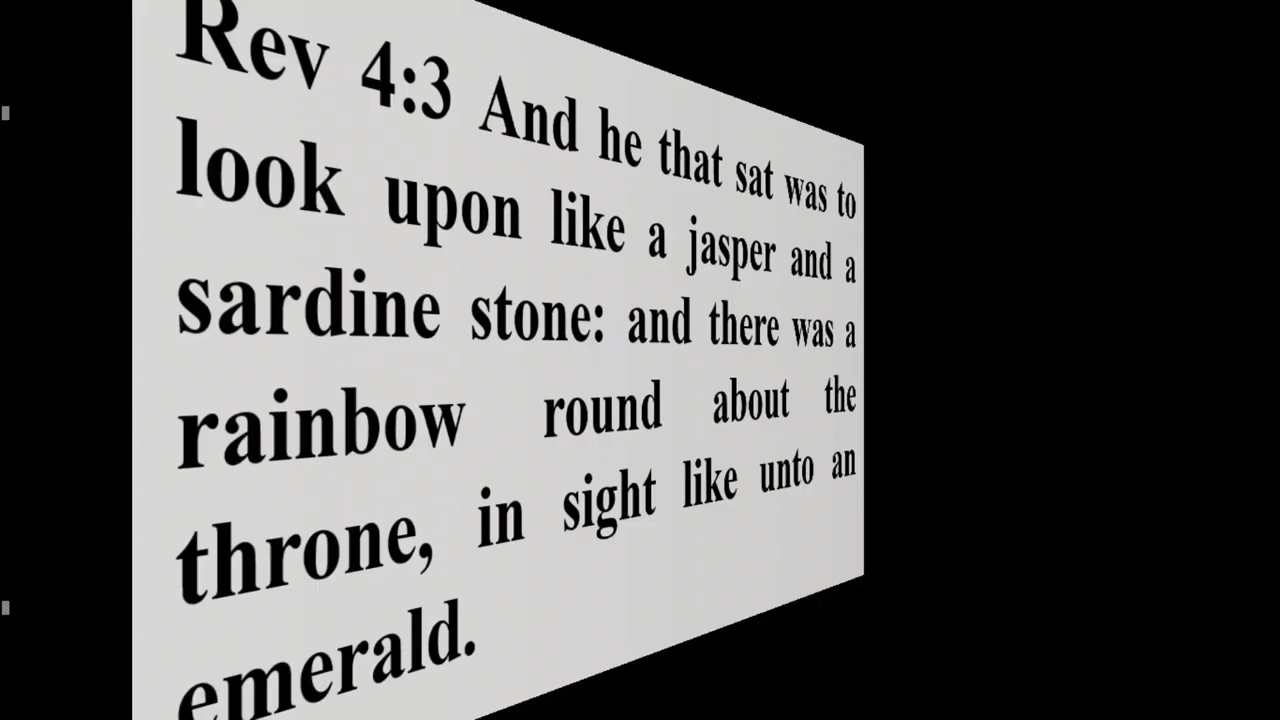 Rev 4:3 And he that sat was to
look upon like a jasper and a
sardine stone: and there was a
rainbow round about the
throne, in sight like unto an
emerald.